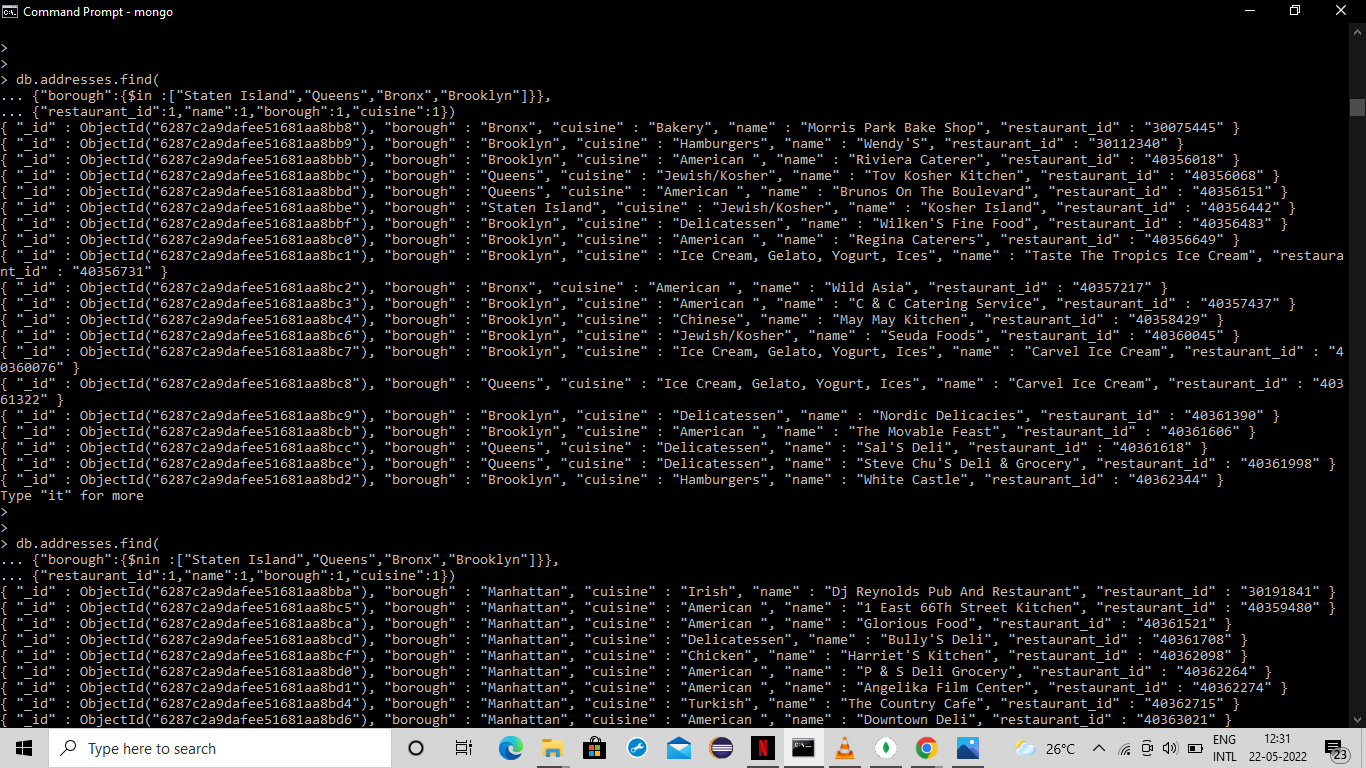 Command Prompt - mongo
>
>
> db.addresses.find(
... {"borough":{$in :["Staten Island","Queens","Bronx","Brooklyn"]}},
... {"restaurant_id":1,"name":1,"borough":1,"cuisine":1})
{ "_id" : ObjectId("6287c2a9dafee51681aa8bb8"), "borough" : "Bronx", "cuisine" : "Bakery", "name" : "Morris Park Bake Shop", "restaurant_id" : "30075445" }
{ "_id" : ObjectId("6287c2a9dafee51681aa8bb9"), "borough" : "Brooklyn", "cuisine" : "Hamburgers", "name" : "Wendy'S", "restaurant_id" : "30112340" }
{ "_id" : ObjectId("6287c2a9dafee51681aa8bbb"), "borough" : "Brooklyn", "cuisine" : "American ", "name" : "Riviera Caterer", "restaurant_id" : "40356018" }
{ "_id" : ObjectId("6287c2a9dafee51681aa8bbc"), "borough" : "Queens", "cuisine" : "Jewish/Kosher", "name" : "Tov Kosher Kitchen", "restaurant_id" : "40356068" }
{ "_id" : ObjectId("6287c2a9dafee51681aa8bbd"), "borough" : "Queens", "cuisine" : "American ", "name" : "Brunos On The Boulevard", "restaurant_id" : "40356151" }
{ "_id" : ObjectId("6287c2a9dafee51681aa8bbe"), "borough" : "Staten Island", "cuisine" : "Jewish/Kosher", "name" : "Kosher Island", "restaurant_id" : "40356442" }
{ "_id" : ObjectId("6287c2a9dafee51681aa8bbf"), "borough" : "Brooklyn", "cuisine" : "Delicatessen", "name" : "Wilken'S Fine Food", "restaurant_id" : "40356483" }
{ "_id" : ObjectId("6287c2a9dafee51681aa8bc0"), "borough" : "Brooklyn", "cuisine" : "American ", "name" : "Regina Caterers", "restaurant_id" : "40356649" }
{ "_id" : ObjectId("6287c2a9dafee51681aa8bc1"), "borough" : "Brooklyn", "cuisine" : "Ice Cream, Gelato, Yogurt, Ices", "name" : "Taste The Tropics Ice Cream", "restaura
nt_id" : "40356731" }
{ "_id" : ObjectId("6287c2a9dafee51681aa8bc2"), "borough" : "Bronx", "cuisine" : "American ", "name" : "Wild Asia", "restaurant_id" : "40357217" }
{ "_id" : ObjectId("6287c2a9dafee51681aa8bc3"), "borough" : "Brooklyn", "cuisine" : "American ", "name" : "C & C Catering Service", "restaurant_id" : "40357437" }
{ "_id" : ObjectId("6287c2a9dafee51681aa8bc4"), "borough" : "Brooklyn", "cuisine" : "Chinese", "name" : "May May Kitchen", "restaurant_id" : "40358429" }
{ "_id" : ObjectId("6287c2a9dafee51681aa8bc6"), "borough" : "Brooklyn", "cuisine" : "Jewish/Kosher", "name" : "Seuda Foods", "restaurant_id" : "40360045" }
{ "_id" : ObjectId("6287c2a9dafee51681aa8bc7"), "borough" : "Brooklyn", "cuisine" : "Ice Cream, Gelato, Yogurt, Ices", "name" : "Carvel Ice Cream", "restaurant_id" : "4
0360076" }
{ "_id" : ObjectId("6287c2a9dafee51681aa8bc8"), "borough" : "Queens", "cuisine" : "Ice Cream, Gelato, Yogurt, Ices", "name" : "Carvel Ice Cream", "restaurant_id" : "403
61322" }
{ "_id" : ObjectId("6287c2a9dafee51681aa8bc9"), "borough" : "Brooklyn", "cuisine" : "Delicatessen", "name" : "Nordic Delicacies", "restaurant_id" : "40361390" }
{ "_id" : ObjectId("6287c2a9dafee51681aa8bcb"), "borough" : "Brooklyn", "cuisine" : "American ", "name" : "The Movable Feast", "restaurant_id" : "40361606" }
{ "_id" : ObjectId("6287c2a9dafee51681aa8bcc"), "borough" : "Queens", "cuisine" : "Delicatessen", "name" : "Sal'S Deli", "restaurant_id" : "40361618" }
{ "_id" : ObjectId("6287c2a9dafee51681aa8bce"), "borough" : "Queens", "cuisine" : "Delicatessen", "name" : "Steve Chu'S Deli & Grocery", "restaurant_id" : "40361998" }
{ "_id" : ObjectId("6287c2a9dafee51681aa8bd2"), "borough" : "Brooklyn", "cuisine" : "Hamburgers", "name" : "White Castle", "restaurant_id" : "40362344" }
Type "it" for more
>
>
> db.addresses.find(
... {"borough":{$nin :["Staten Island","Queens","Bronx","Brooklyn"]}},
... {"restaurant_id":1,"name":1,"borough":1,"cuisine":1})
{ "_id" : ObjectId("6287c2a9dafee51681aa8bba"), "borough" : "Manhattan", "cuisine" : "Irish", "name" : "Dj Reynolds Pub And Restaurant", "restaurant_id" : "30191841" }
{ "_id" : ObjectId("6287c2a9dafee51681aa8bc5"), "borough" : "Manhattan", "cuisine" : "American ", "name" : "1 East 66Th Street Kitchen", "restaurant_id" : "40359480" }
{ "_id" : ObjectId("6287c2a9dafee51681aa8bca"), "borough" : "Manhattan", "cuisine" : "American ", "name" : "Glorious Food", "restaurant_id" : "40361521" }
{ "_id" : ObjectId("6287c2a9dafee51681aa8bcd"), "borough" : "Manhattan", "cuisine" : "Delicatessen", "name" : "Bully'S Deli", "restaurant_id" : "40361708" }
{ "_id" : ObjectId("6287c2a9dafee51681aa8bcf"), "borough" : "Manhattan", "cuisine" : "Chicken", "name" : "Harriet'S Kitchen", "restaurant_id" : "40362098" }
{ "_id" : ObjectId("6287c2a9dafee51681aa8bd0"), "borough" : "Manhattan", "cuisine" : "American ", "name" : "P & S Deli Grocery", "restaurant_id" : "40362264" }
{ "_id" : ObjectId("6287c2a9dafee51681aa8bd1"), "borough" : "Manhattan", "cuisine" : "American ", "name" : "Angelika Film Center", "restaurant_id" : "40362274" }
{ "_id" : ObjectId("6287c2a9dafee51681aa8bd4"), "borough" : "Manhattan", "cuisine" : "Turkish", "name" : "The Country Cafe", "restaurant_id" : "40362715" }
{ "_id" : ObjectId("6287c2a9dafee51681aa8bd6"), "borough" : "Manhattan", "cuisine" : "American ", "name" : "Downtown Deli", "restaurant_id" : "40363021" }
Type here to search
26°C
ENG
INTL
12:31
22-05-2022
23